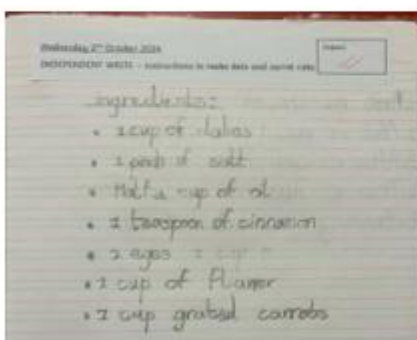 Wednesday 2nd October 2024
INDEPENDENT WRITE – Instructions to make date and carrot cake
ingredients:
• 1 cup of dates
• 1 pinch of salt
• Half a cup of oil
• 1 teaspoon of cinnamon
• 2 eggs
• 1 cup of flower
• 1 cup grated carrots